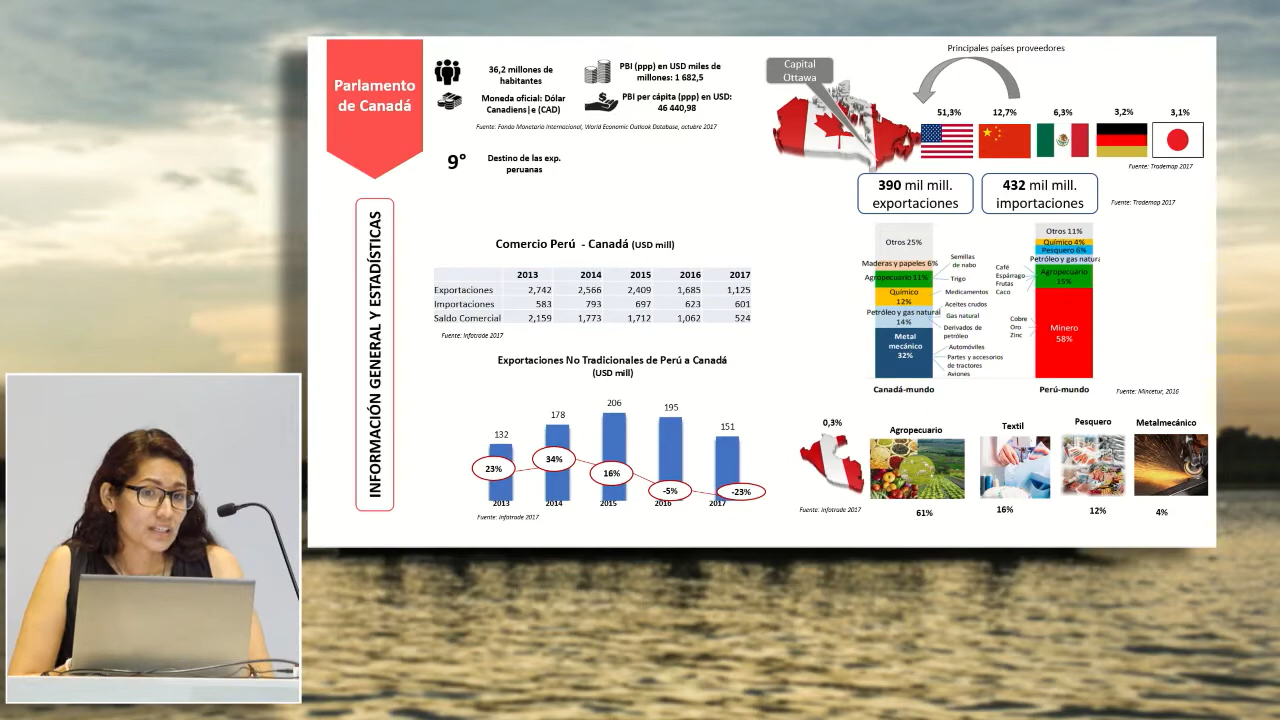 Parlamento
de Canadá
36,2 millones de
habitantes
Moneda oficial: Dólar
Canadiens|e (CAD)
PBI (ppp) en USD miles de
millones: 1 682,5
PBI per cápita (ppp) en USD:
46 440,98
Fuente: Fondo Monetario Internacional, World Economic Outlook Database, octubre 2017
9° Destino de las exp.
peruanas
Capital
Ottawa
Principales países proveedores
51,3% 12,7% 6,3% 3,2% 3,1%
Fuente: Trademap 2017
390 mil mill.
exportaciones
432 mil mill.
importaciones
Fuente: Trademap 2017
INFORMACIÓN GENERAL Y ESTADÍSTICAS
Comercio Perú - Canadá (USD mill)
2013 2014 2015 2016 2017
Exportaciones 2,742 2,566 2,409 1,685 1,125
Importaciones 583 793 697 623 601
Saldo Comercial 2,159 1,773 1,712 1,062 524
Fuente: Infotrade 2017
Exportaciones No Tradicionales de Perú a Canadá
(USD mill)
132 178 206 195 151
23% 34% 16% -5% -23%
2013 2014 2015 2016 2017
Fuente: Infotrade 2017
Otros 25%
Maderas y papeles 6%
Agropecuario 11%
Químico
12%
Petróleo y gas natural
14%
Metal
mecánico
32%
Canadá-mundo
Semillas
de nabo
Trigo
Medicamentos
Aceites crudos
Gas natural
Derivados de
petróleo
Automóviles
Partes y accesorios
de tractores
Aviones
Café
Espárrago
Frutas
Caco
Cobre
Oro
Zinc
Otros 11%
Químico 4%
Pesquero 6%
Petróleo y gas natura
Agropecuario
15%
Minero
58%
Perú-mundo
Fuente: Mincetur, 2016
0,3%
Fuente: Infotrade 2017
Agropecuario Textil Pesquero Metalmecánico
61% 16% 12% 4%